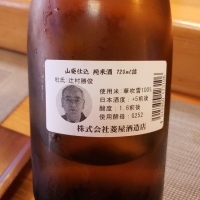 山廃仕込 純米酒 720ml詰
杜氏：辻村勝俊
使用米：華吹雪100%
日本酒度：+5前後
酸度：1.6前後
使用酵母：6252
株式会社菱屋酒造店